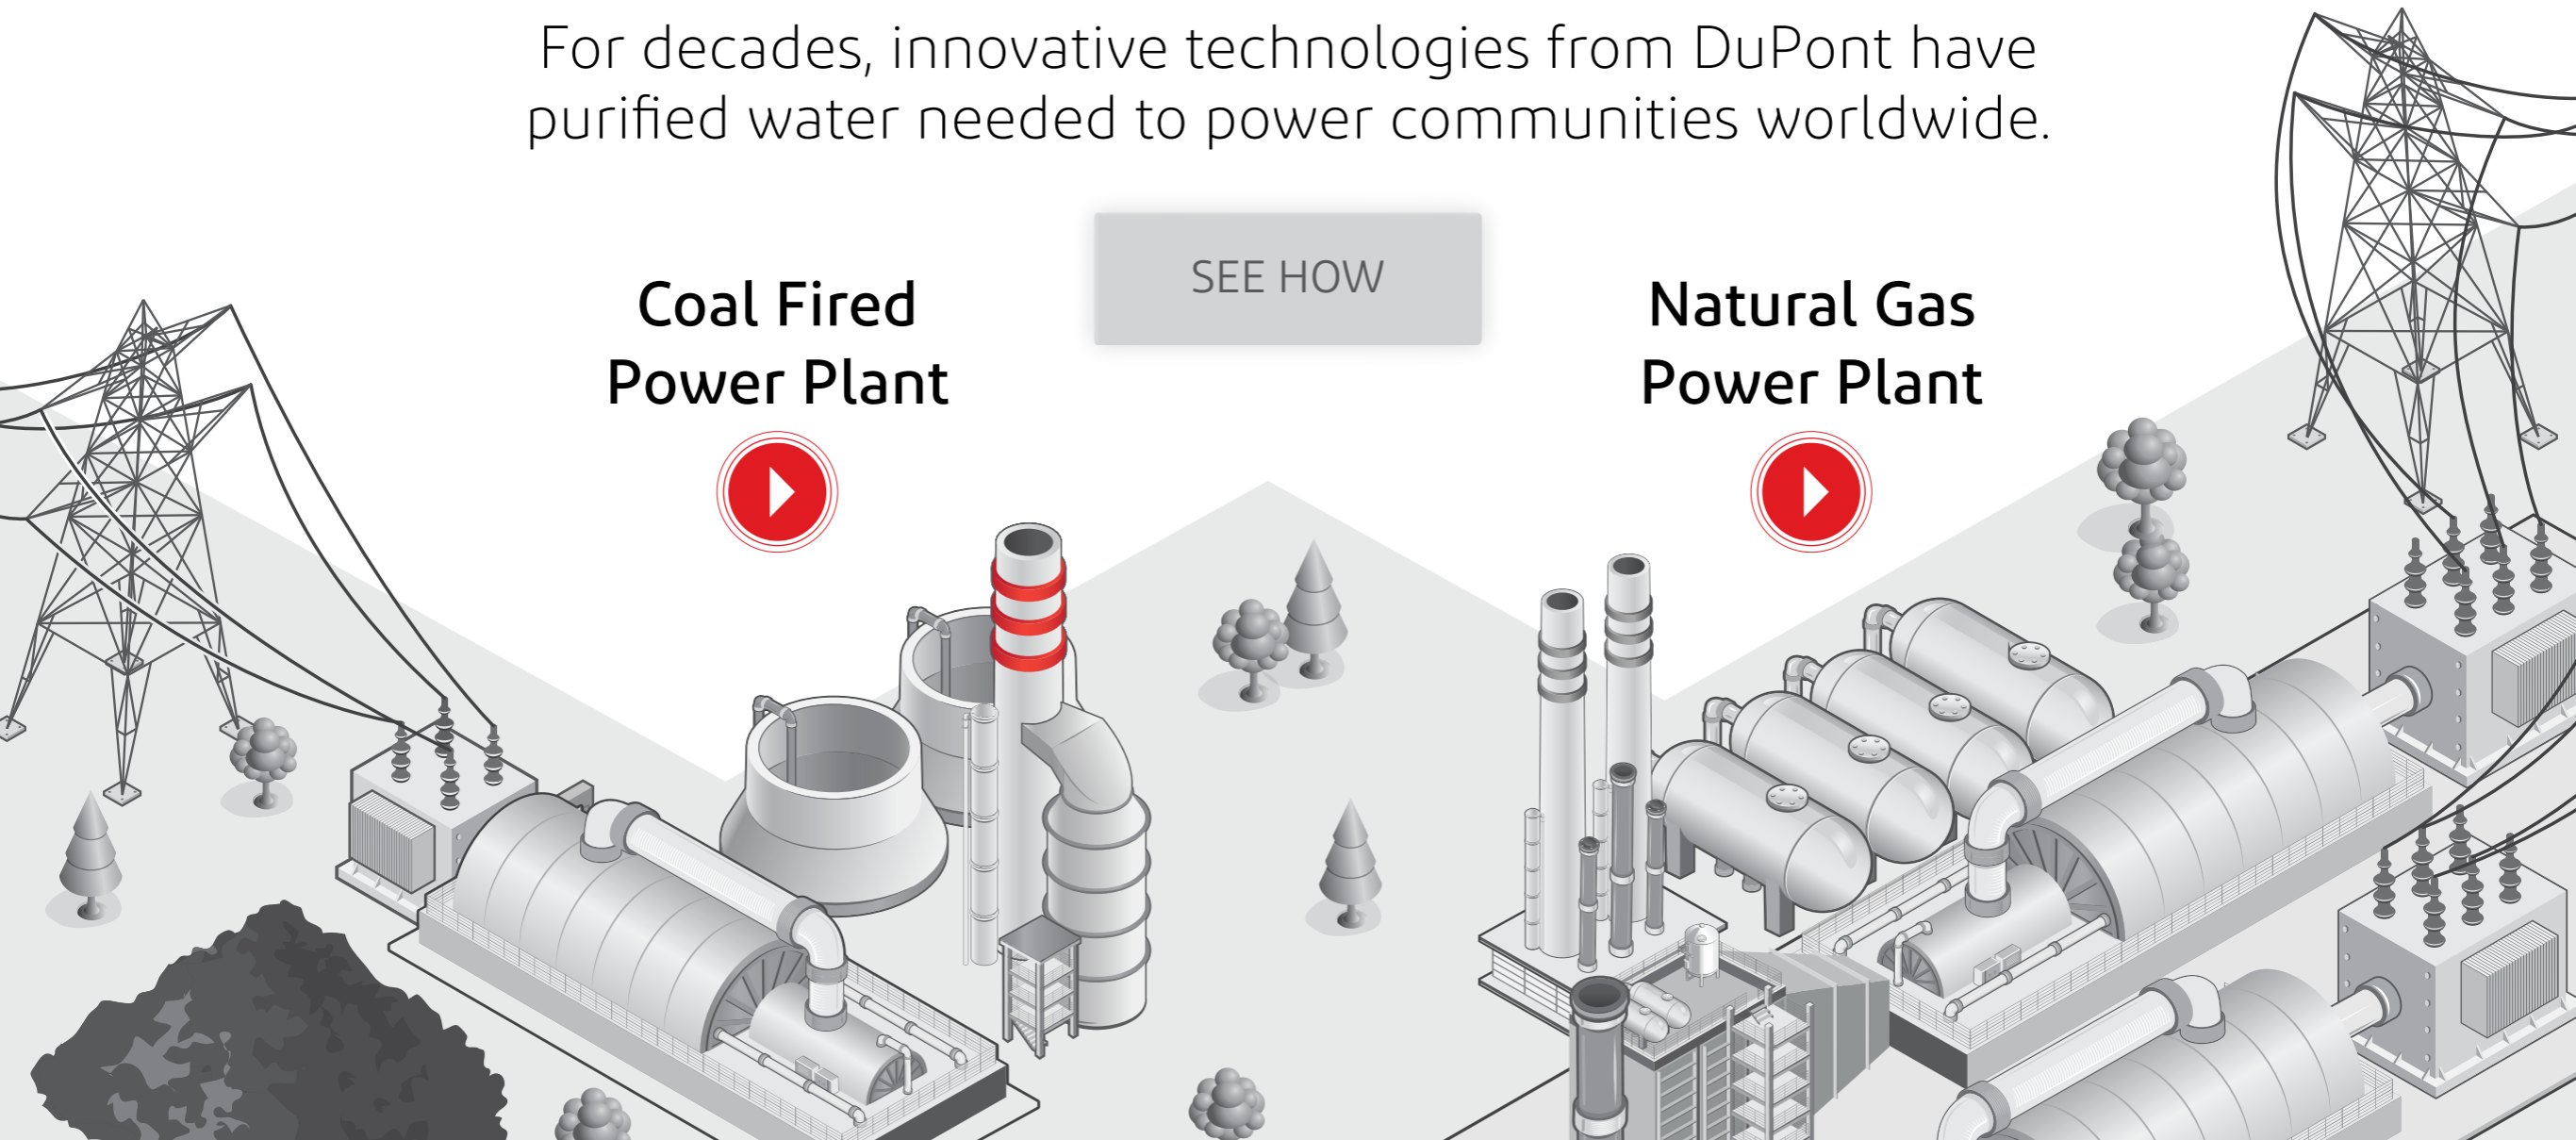 For decades, innovative technologies from DuPont have
purified water needed to power communities worldwide.
SEE HOW
Coal Fired
Power Plant
Natural Gas
Power Plant